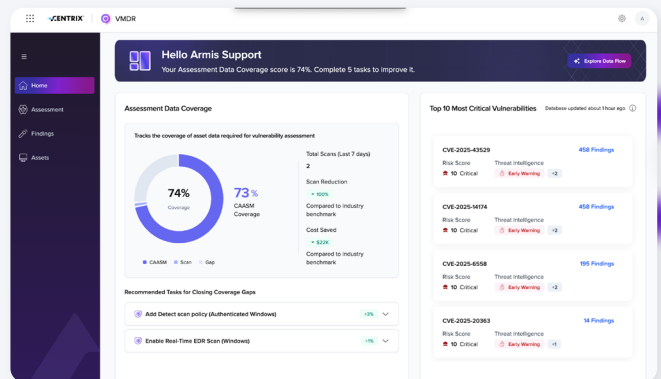 CENTRIX
VMDR
A
Hello Armis Support
Your Assessment Data Coverage score is 74%. Complete 5 tasks to improve it.
Explore Data Flow
Home
Assessment
Findings
Assets
Assessment Data Coverage
Tracks the coverage of asset data required for vulnerability assessment
74%
Coverage
73 %
CAASM
Coverage
CAASM
Scan
Gap
Total Scans (Last 7 days)
2
Scan Reduction
100%
Compared to industry
benchmark
Cost Saved
$22K
Compared to industry
benchmark
Recommended Tasks for Closing Coverage Gaps
Add Detect scan policy (Authenticated Windows)
+3%
Enable Real-Time EDR Scan (Windows)
+1%
Top 10 Most Critical Vulnerabilities
Database updated about 1 hour ago
CVE-2025-43529
458 Findings
Risk Score
Threat Intelligence
10 Critical
Early Warning
+2
CVE-2025-14174
458 Findings
Risk Score
Threat Intelligence
10 Critical
Early Warning
+2
CVE-2025-6558
195 Findings
Risk Score
Threat Intelligence
10 Critical
Early Warning
+2
CVE-2025-20363
14 Findings
Risk Score
Threat Intelligence
10 Critical
Early Warning
+1